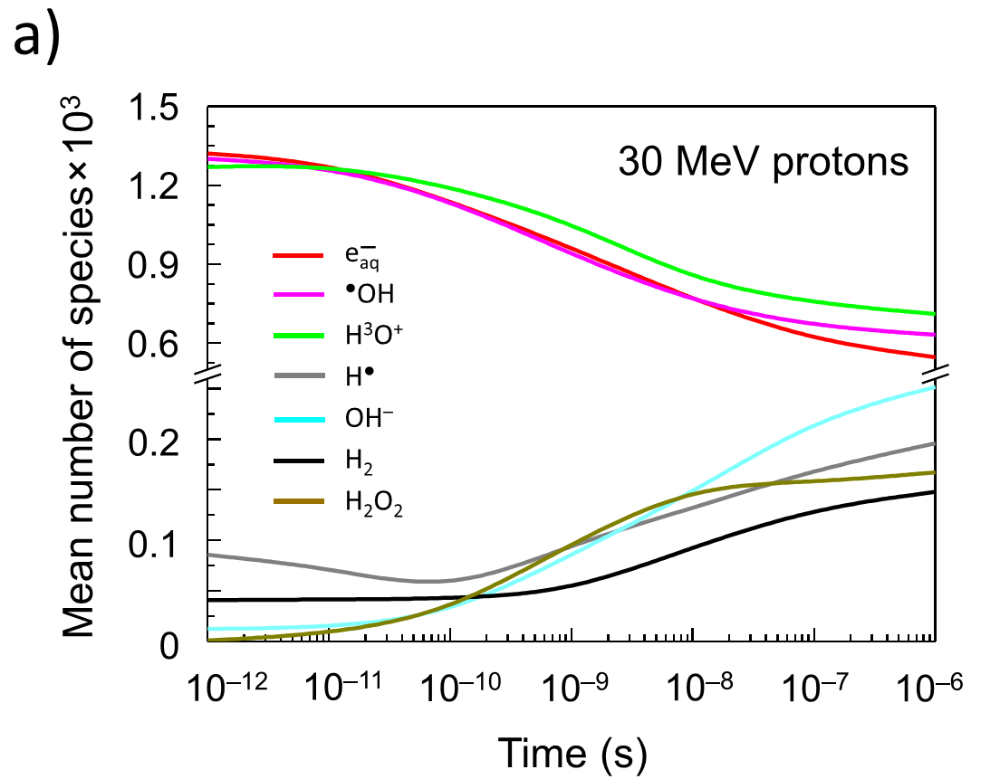 a)
Mean number of species×10³
1.5
1.2
0.9
0.6
0.2
0.1
0
30 MeV protons
e⁻aq
•OH
H³O⁺
H•
OH⁻
H₂
H₂O₂
10⁻¹² 10⁻¹¹ 10⁻¹⁰ 10⁻⁹ 10⁻⁸ 10⁻⁷ 10⁻⁶
Time (s)